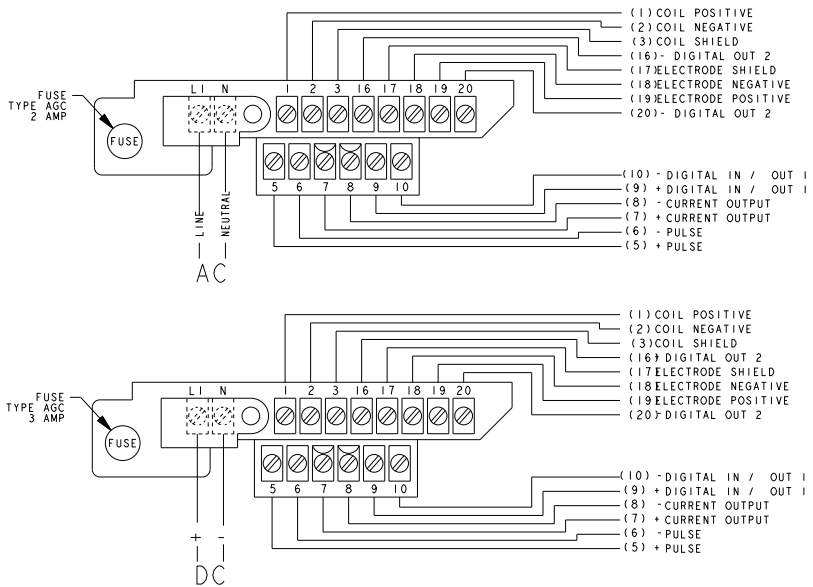 (1) COIL POSITIVE
(2) COIL NEGATIVE
(3) COIL SHIELD
(16)- DIGITAL OUT 2
(17)ELECTRODE SHIELD
(18)ELECTRODE NEGATIVE
(19)ELECTRODE POSITIVE
(20)- DIGITAL OUT 2
FUSE
TYPE AGC
2 AMP
FUSE
L1 N
1 2 3 16 17 18 19 20
5 6 7 8 9 10
LINE
NEUTRAL
AC
(10) - DIGITAL IN / OUT 1
(9) + DIGITAL IN / OUT 1
(8) - CURRENT OUTPUT
(7) + CURRENT OUTPUT
(6) - PULSE
(5) + PULSE
(1) COIL POSITIVE
(2) COIL NEGATIVE
(3) COIL SHIELD
(16)+ DIGITAL OUT 2
(17)ELECTRODE SHIELD
(18)ELECTRODE NEGATIVE
(19)ELECTRODE POSITIVE
(20)- DIGITAL OUT 2
FUSE
TYPE AGC
3 AMP
FUSE
L1 N
1 2 3 16 17 18 19 20
5 6 7 8 9 10
+ -
DC
(10) - DIGITAL IN / OUT 1
(9) + DIGITAL IN / OUT 1
(8) - CURRENT OUTPUT
(7) + CURRENT OUTPUT
(6) - PULSE
(5) + PULSE